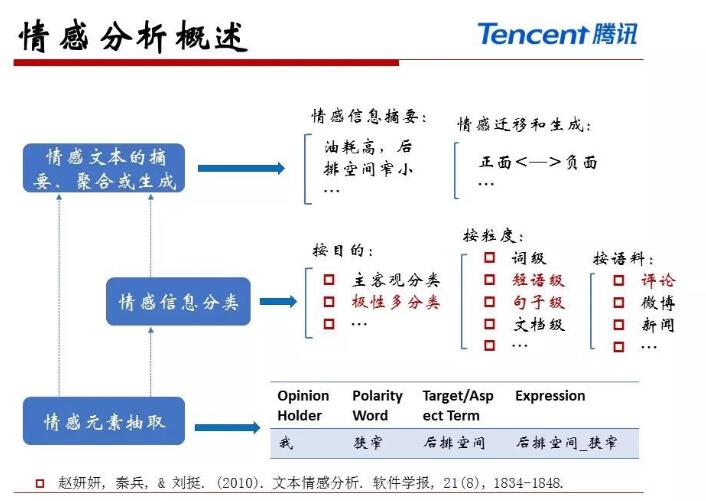 情感分析概述
Tencent 腾讯
情感文本的摘
要、聚合或生成
情感信息摘要:
油耗高，后
排空间窄小
...
情感迁移和生成:
正面<—>负面
...
情感信息分类
按目的:
主客观分类
极性多分类
...
按粒度:
词级
短语级
句子级
文档级
...
按语料:
评论
微博
新闻
...
情感元素抽取
Opinion Holder
Polarity Word
Target/Aspect Term
Expression
我
狭窄
后排空间
后排空间_狭窄
赵妍妍, 秦兵, & 刘挺. (2010). 文本情感分析. 软件学报, 21(8), 1834-1848.